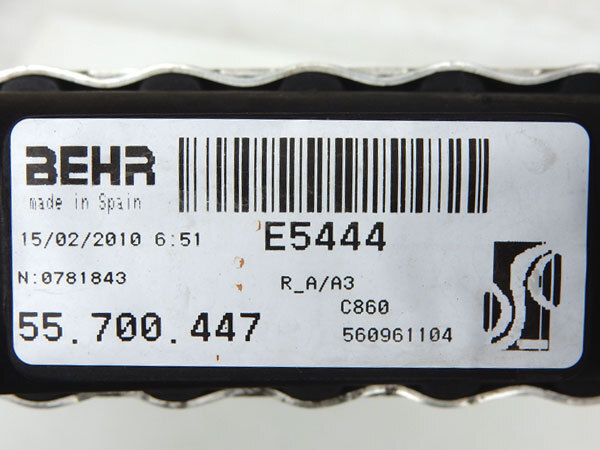 BEHR
made in Spain
15/02/2010 6:51
E5444
N:0781843
R_A/A3
C860
55.700.447
560961104